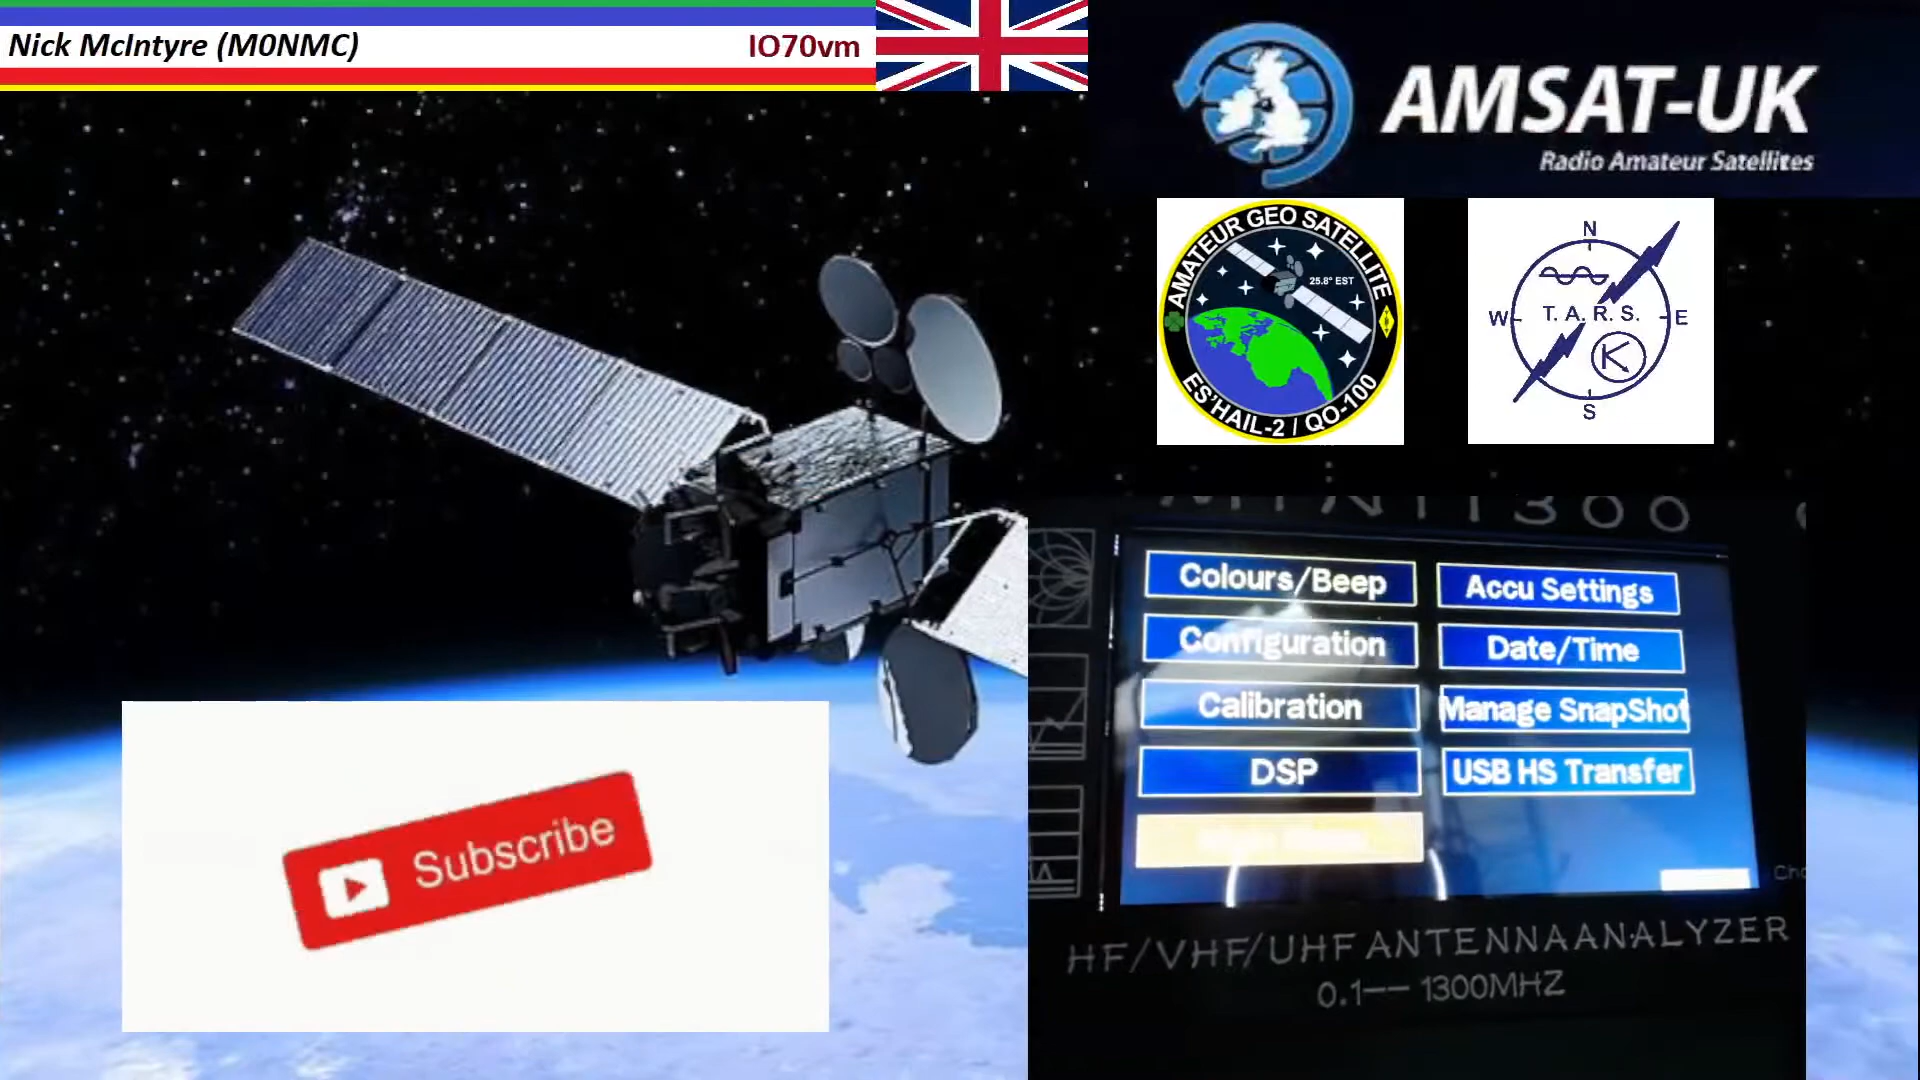 Nick McIntyre (M0NMC)
IO70vm
AMSAT-UK
Radio Amateur Satellites
AMATEUR GEO SATELLITE
25.8° EST
ES'HAIL-2 / QO-100
N
W T. A. R. S. E
S
MINI1300
Colours/Beep
Accu Settings
Configuration
Date/Time
Calibration
Manage SnapShot
DSP
USB HS Transfer
HF/VHF/UHF ANTENNA ANALYZER
0.1-- 1300MHZ
Subscribe